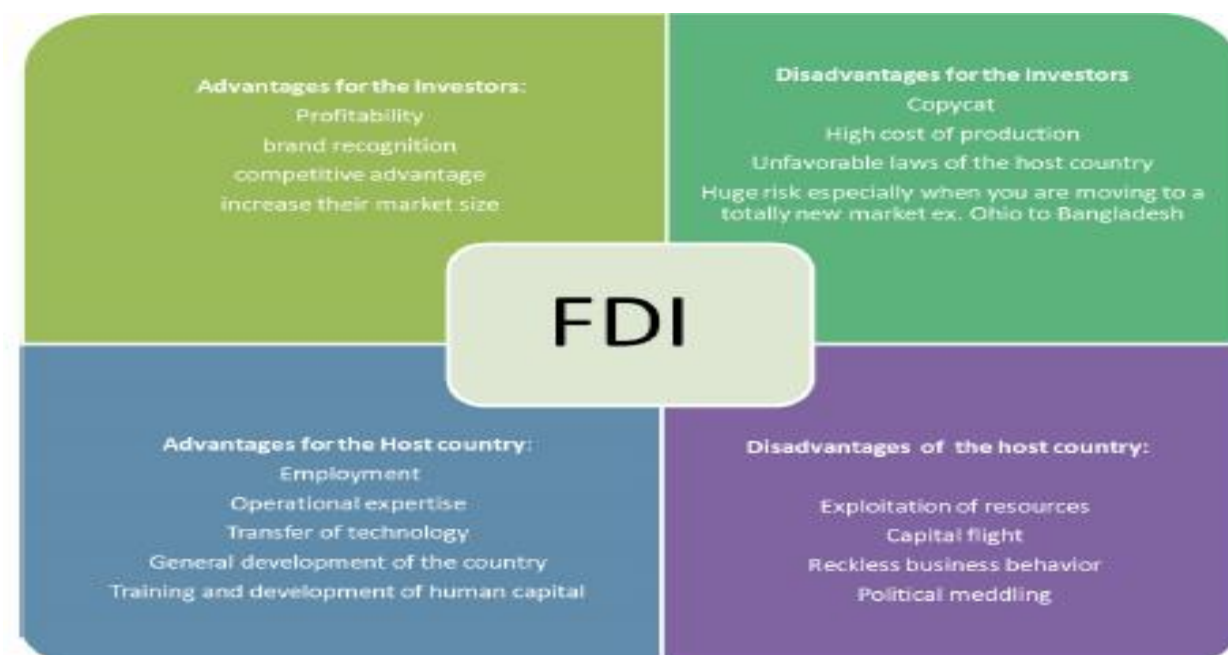 Advantages for the Investors:
Profitability
brand recognition
competitive advantage
increase their market size
Disadvantages for the Investors
Copycat
High cost of production
Unfavorable laws of the host country
Huge risk especially when you are moving to a
totally new market ex. Ohio to Bangladesh
FDI
Advantages for the Host country:
Employment
Operational expertise
Transfer of technology
General development of the country
Training and development of human capital
Disadvantages of the host country:
Exploitation of resources
Capital flight
Reckless business behavior
Political meddling